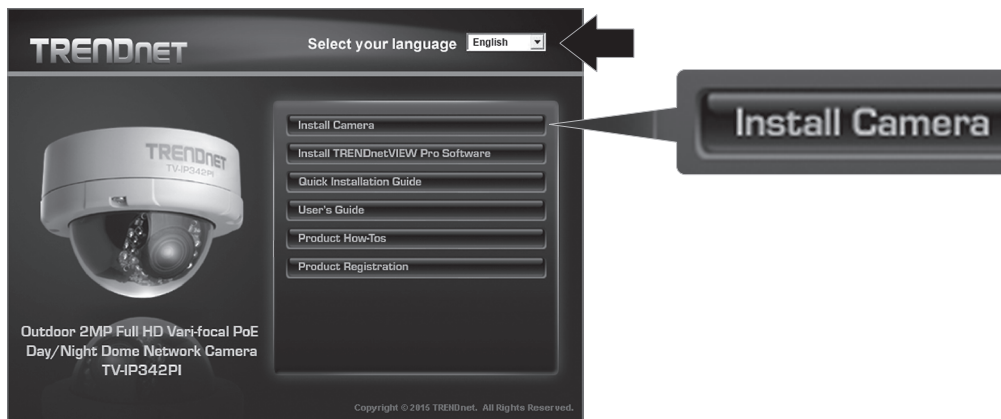 TRENDnet
Select your language English
TRENDnet
TV-IP342PI
Install Camera
Install TRENDnetVIEW Pro Software
Quick Installation Guide
User's Guide
Product How-Tos
Product Registration
Outdoor 2MP Full HD Vari-focal PoE
Day/Night Dome Network Camera
TV-IP342PI
Copyright © 2015 TRENDnet. All Rights Reserved.
Install Camera